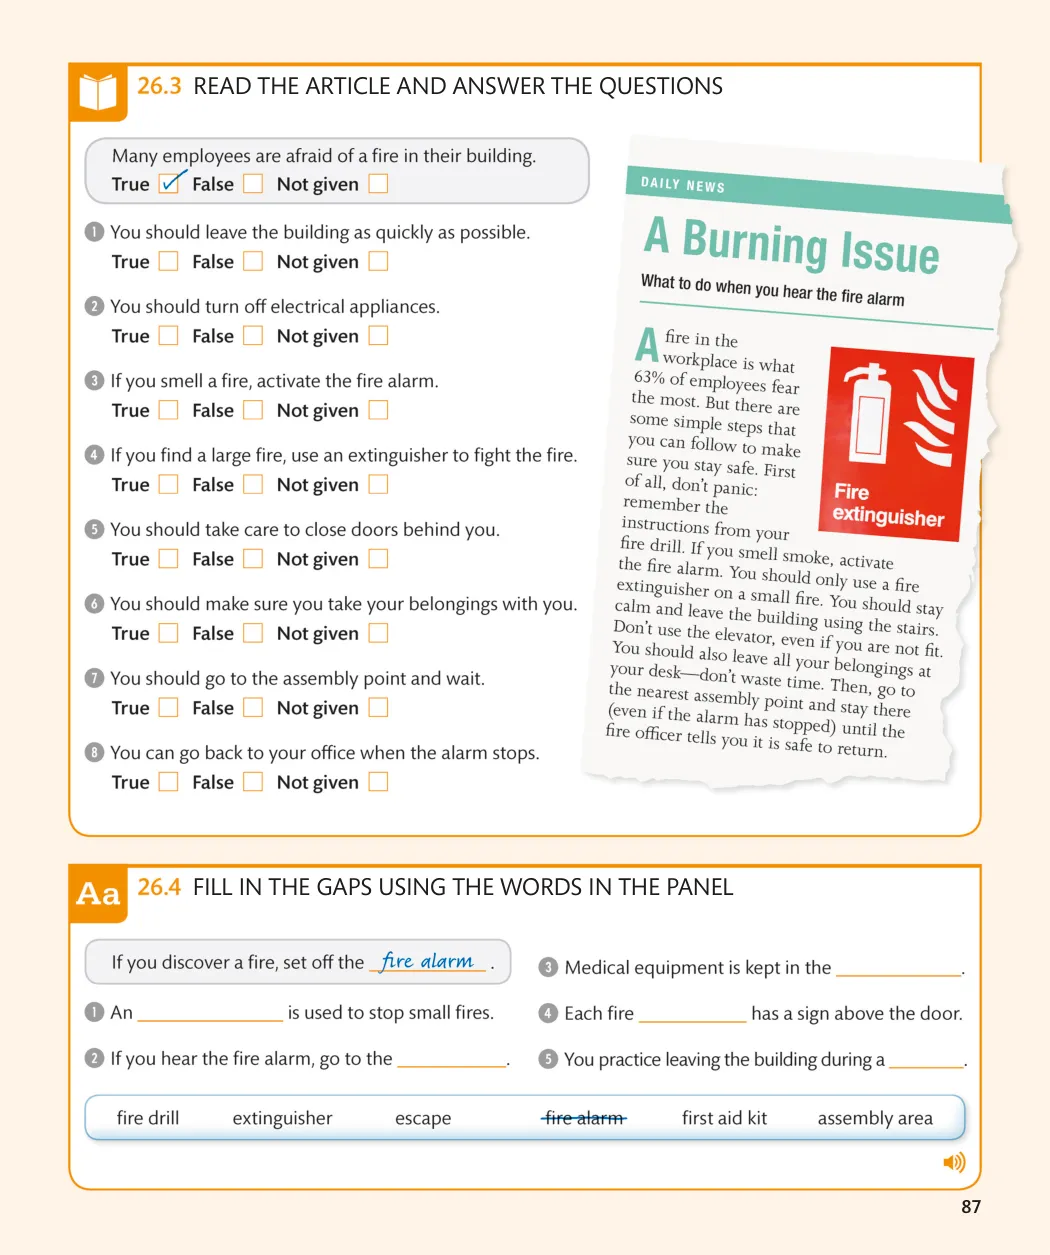 26.3 READ THE ARTICLE AND ANSWER THE QUESTIONS
Many employees are afraid of a fire in their building.
True False Not given
1 You should leave the building as quickly as possible.
True False Not given
2 You should turn off electrical appliances.
True False Not given
3 If you smell a fire, activate the fire alarm.
True False Not given
4 If you find a large fire, use an extinguisher to fight the fire.
True False Not given
5 You should take care to close doors behind you.
True False Not given
6 You should make sure you take your belongings with you.
True False Not given
7 You should go to the assembly point and wait.
True False Not given
8 You can go back to your office when the alarm stops.
True False Not given
DAILY NEWS
A Burning Issue
What to do when you hear the fire alarm
A fire in the
workplace is what
63% of employees fear
the most. But there are
some simple steps that
you can follow to make
sure you stay safe. First
of all, don't panic:
remember the
instructions from your
fire drill. If you smell smoke, activate
the fire alarm. You should only use a fire
extinguisher on a small fire. You should stay
calm and leave the building using the stairs.
Don't use the elevator, even if you are not fit.
You should also leave all your belongings at
your desk—don't waste time. Then, go to
the nearest assembly point and stay there
(even if the alarm has stopped) until the
fire officer tells you it is safe to return.
Fire
extinguisher
Aa 26.4 FILL IN THE GAPS USING THE WORDS IN THE PANEL
If you discover a fire, set off the fire alarm .
1 An ______ is used to stop small fires.
2 If you hear the fire alarm, go to the ______.
3 Medical equipment is kept in the ______.
4 Each fire ______ has a sign above the door.
5 You practice leaving the building during a ______.
fire drill extinguisher escape fire alarm first aid kit assembly area
87